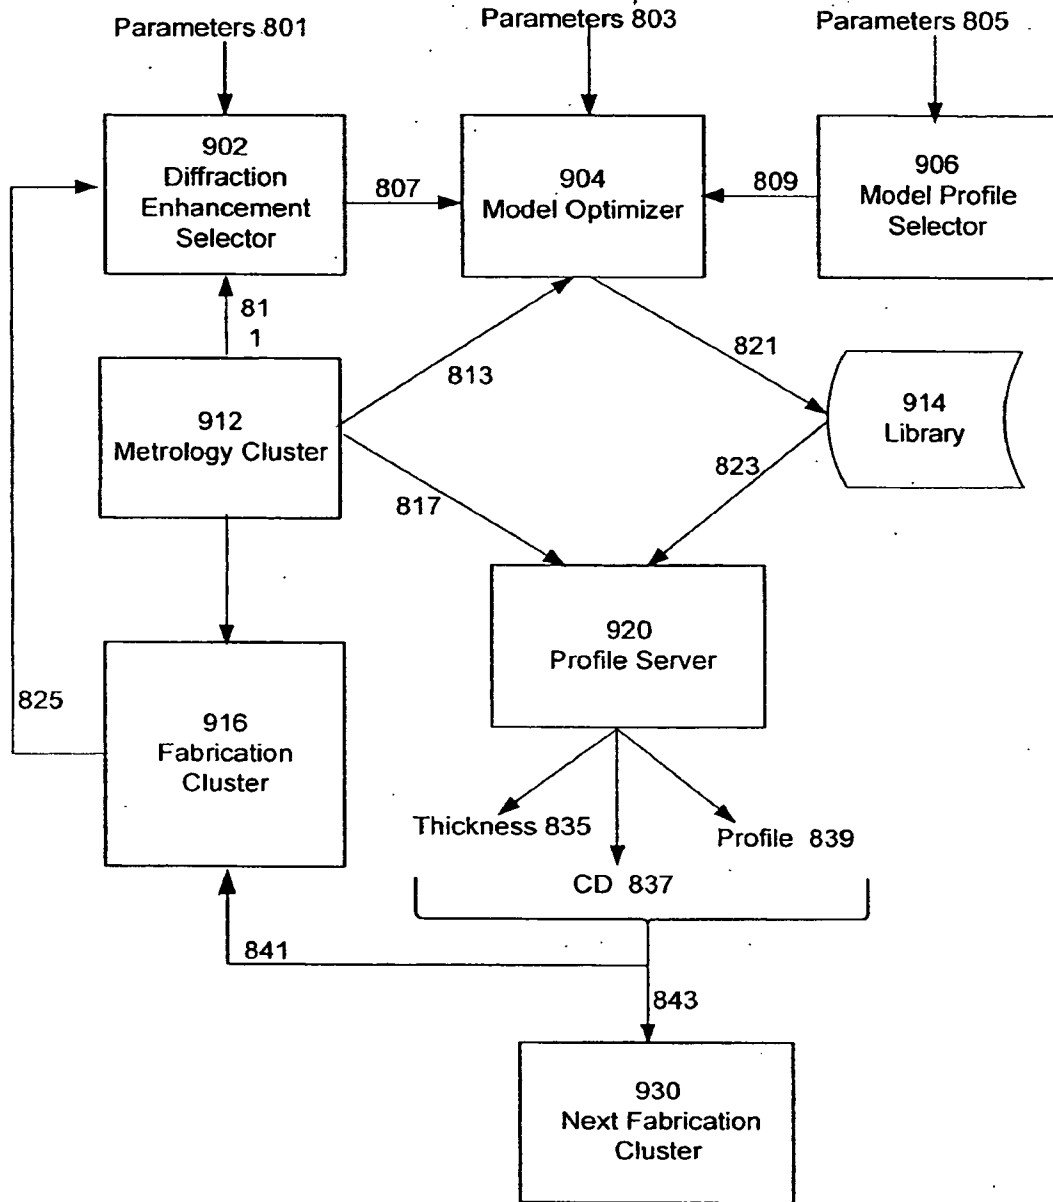 Parameters 801
Parameters 803
Parameters 805
902
Diffraction
Enhancement
Selector
807
904
Model Optimizer
809
906
Model Profile
Selector
81
1
813
821
912
Metrology Cluster
914
Library
817
823
920
Profile Server
825
916
Fabrication
Cluster
Thickness 835
Profile 839
CD 837
841
843
930
Next Fabrication
Cluster